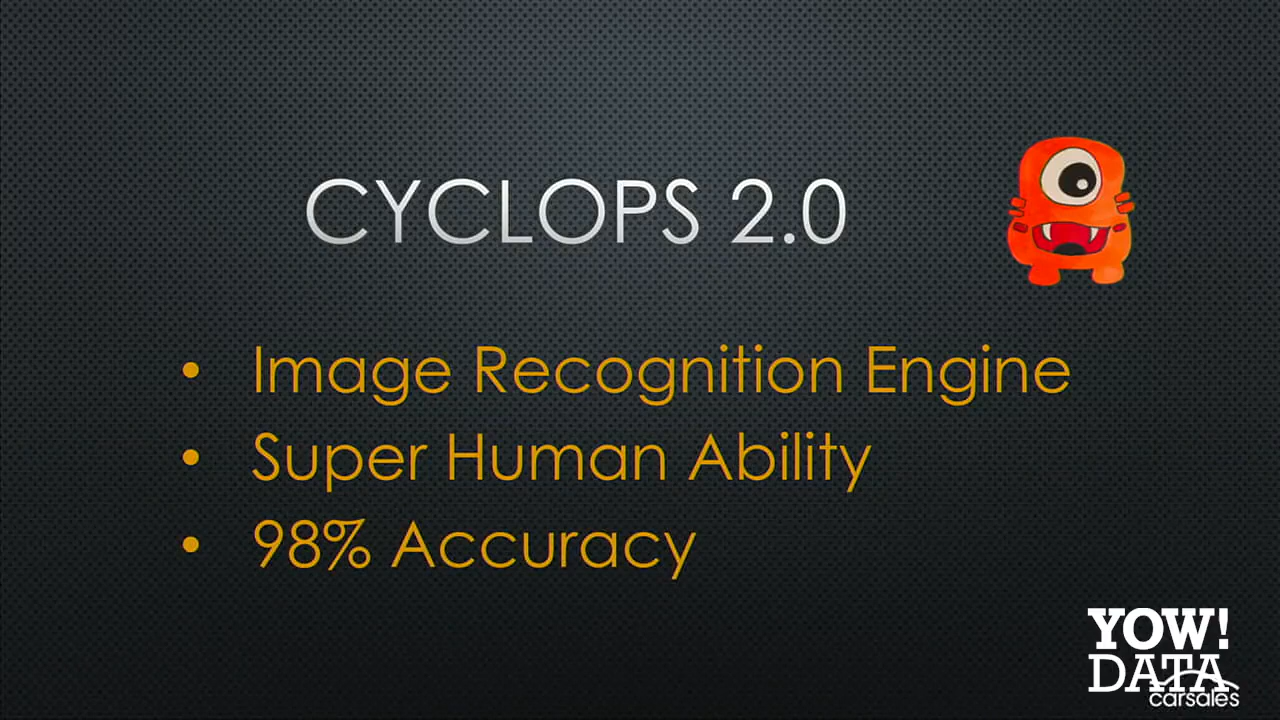 CYCLOPS 2.0
• Image Recognition Engine
• Super Human Ability
• 98% Accuracy
YOW!
DATA
carsales